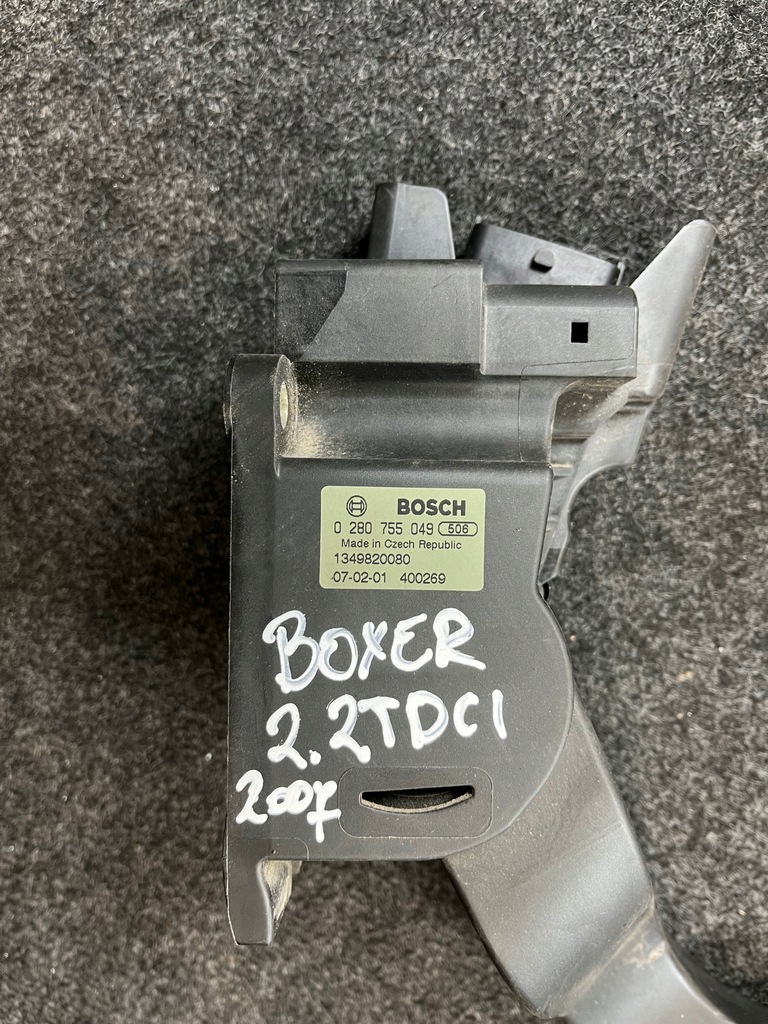 BOSCH
0 280 755 049 506
Made in Czech Republic
1349820080
07-02-01 400269
BOXER
2.2TDCI
2007